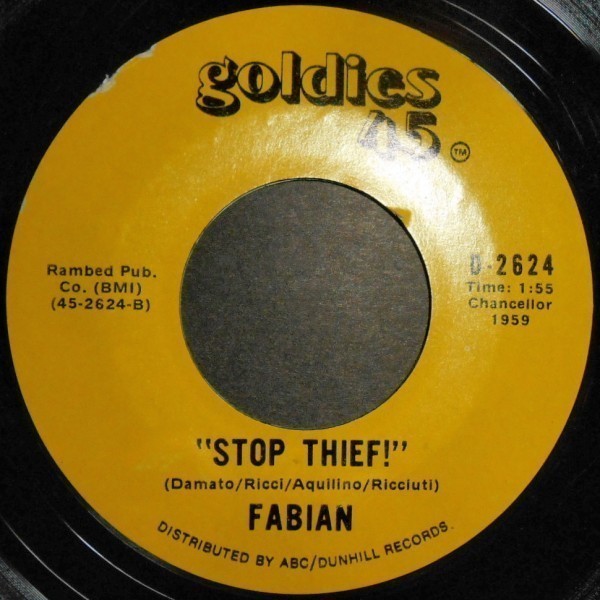 goldies
45 TM
Rambed Pub.
Co. (BMI)
(45-2624-B)
D-2624
Time: 1:55
Chancellor
1959
"STOP THIEF!"
(Damato/Ricci/Aquilino/Ricciuti)
FABIAN
DISTRIBUTED BY ABC/DUNHILL RECORDS.